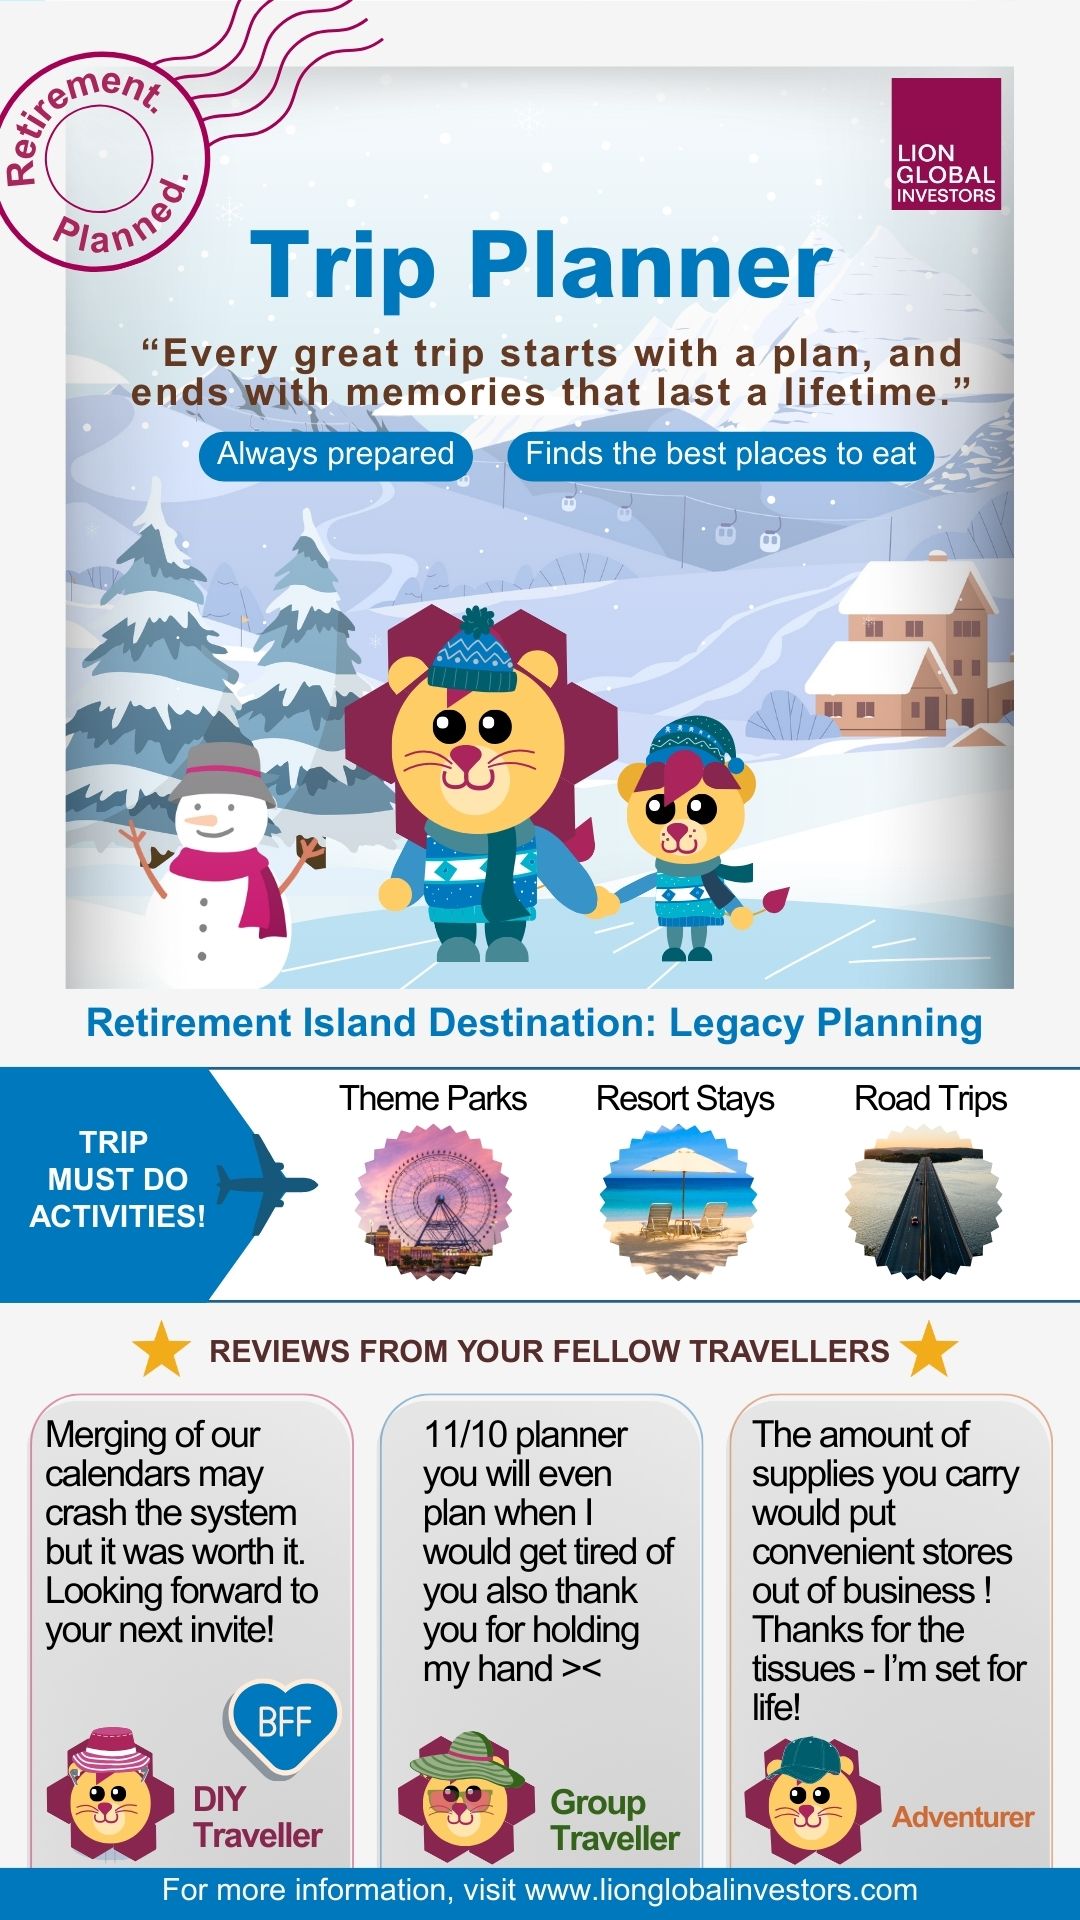 Retirement.
Planned.
LION
GLOBAL
INVESTORS
Trip Planner
“Every great trip starts with a plan, and
ends with memories that last a lifetime.”
Always prepared
Finds the best places to eat
Retirement Island Destination: Legacy Planning
TRIP
MUST DO
ACTIVITIES!
Theme Parks
Resort Stays
Road Trips
REVIEWS FROM YOUR FELLOW TRAVELLERS
Merging of our
calendars may
crash the system
but it was worth it.
Looking forward to
your next invite!
BFF
DIY
Traveller
11/10 planner
you will even
plan when I
would get tired of
you also thank
you for holding
my hand ><
Group
Traveller
The amount of
supplies you carry
would put
convenient stores
out of business !
Thanks for the
tissues - I’m set for
life!
Adventurer
For more information, visit www.lionglobalinvestors.com